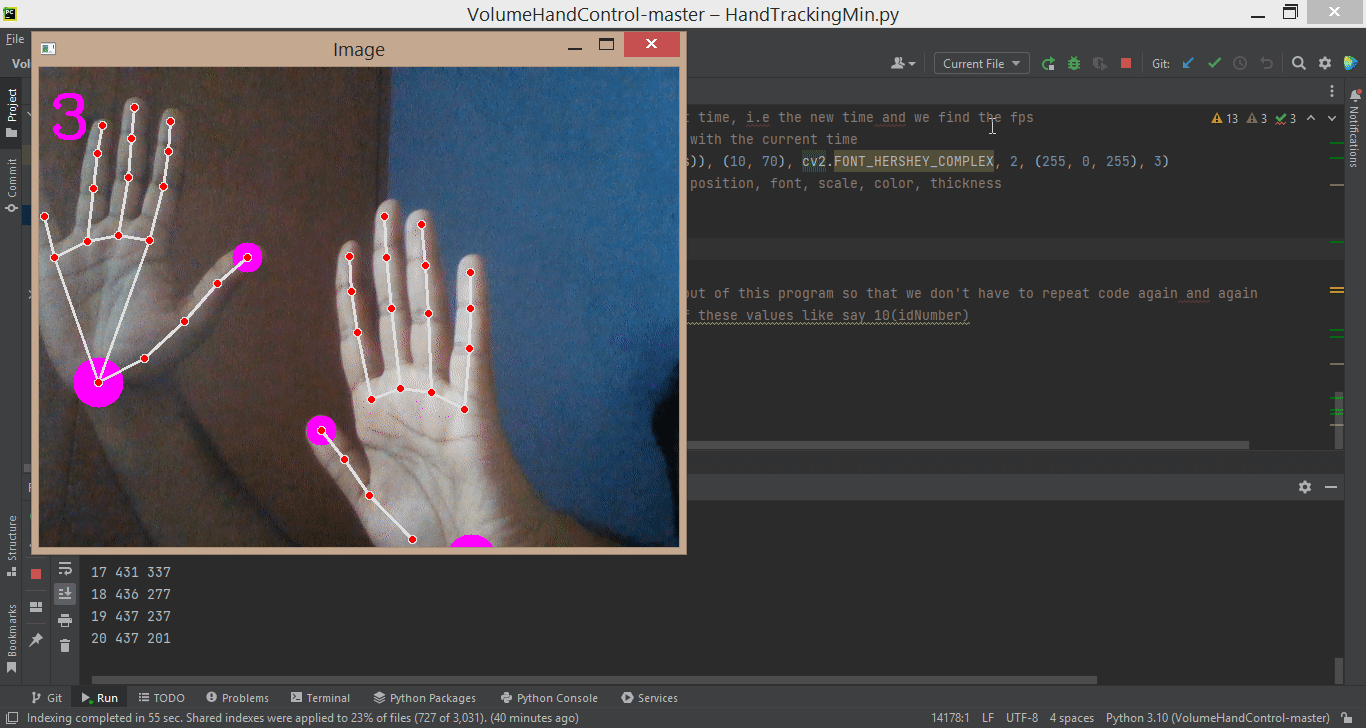 VolumeHandControl-master – HandTrackingMin.py
File
Image
Vol
Current File
Git:
3
Project
Commit
Structure
Bookmarks
Notifications
time, i.e the new time and we find the fps
13 3 3
with the current time
)), (10, 70), cv2.FONT_HERSHEY_COMPLEX, 2, (255, 0, 255), 3)
position, font, scale, color, thickness
out of this program so that we don't have to repeat code again and again
these values like say 10(idNumber)
17 431 337
18 436 277
19 437 237
20 437 201
Git Run TODO Problems Terminal Python Packages Python Console Services
Indexing completed in 55 sec. Shared indexes were applied to 23% of files (727 of 3,031). (40 minutes ago) 14178:1 LF UTF-8 4 spaces Python 3.10 (VolumeHandControl-master)